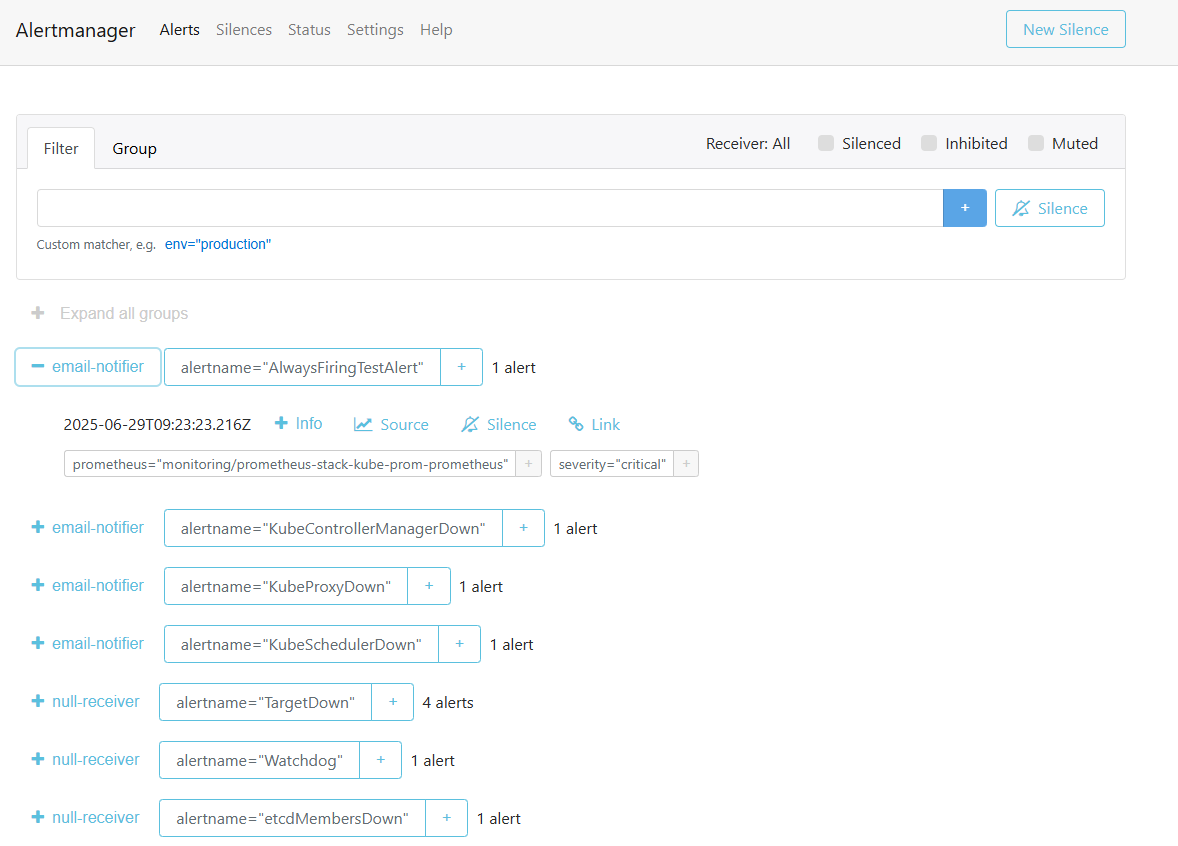 Alertmanager Alerts Silences Status Settings Help New Silence
Filter Group Receiver: All Silenced Inhibited Muted
+ Silence
Custom matcher, e.g. env="production"
+ Expand all groups
− email-notifier alertname="AlwaysFiringTestAlert" + 1 alert
2025-06-29T09:23:23.216Z + Info Source Silence Link
prometheus="monitoring/prometheus-stack-kube-prom-prometheus" + severity="critical" +
+ email-notifier alertname="KubeControllerManagerDown" + 1 alert
+ email-notifier alertname="KubeProxyDown" + 1 alert
+ email-notifier alertname="KubeSchedulerDown" + 1 alert
+ null-receiver alertname="TargetDown" + 4 alerts
+ null-receiver alertname="Watchdog" + 1 alert
+ null-receiver alertname="etcdMembersDown" + 1 alert